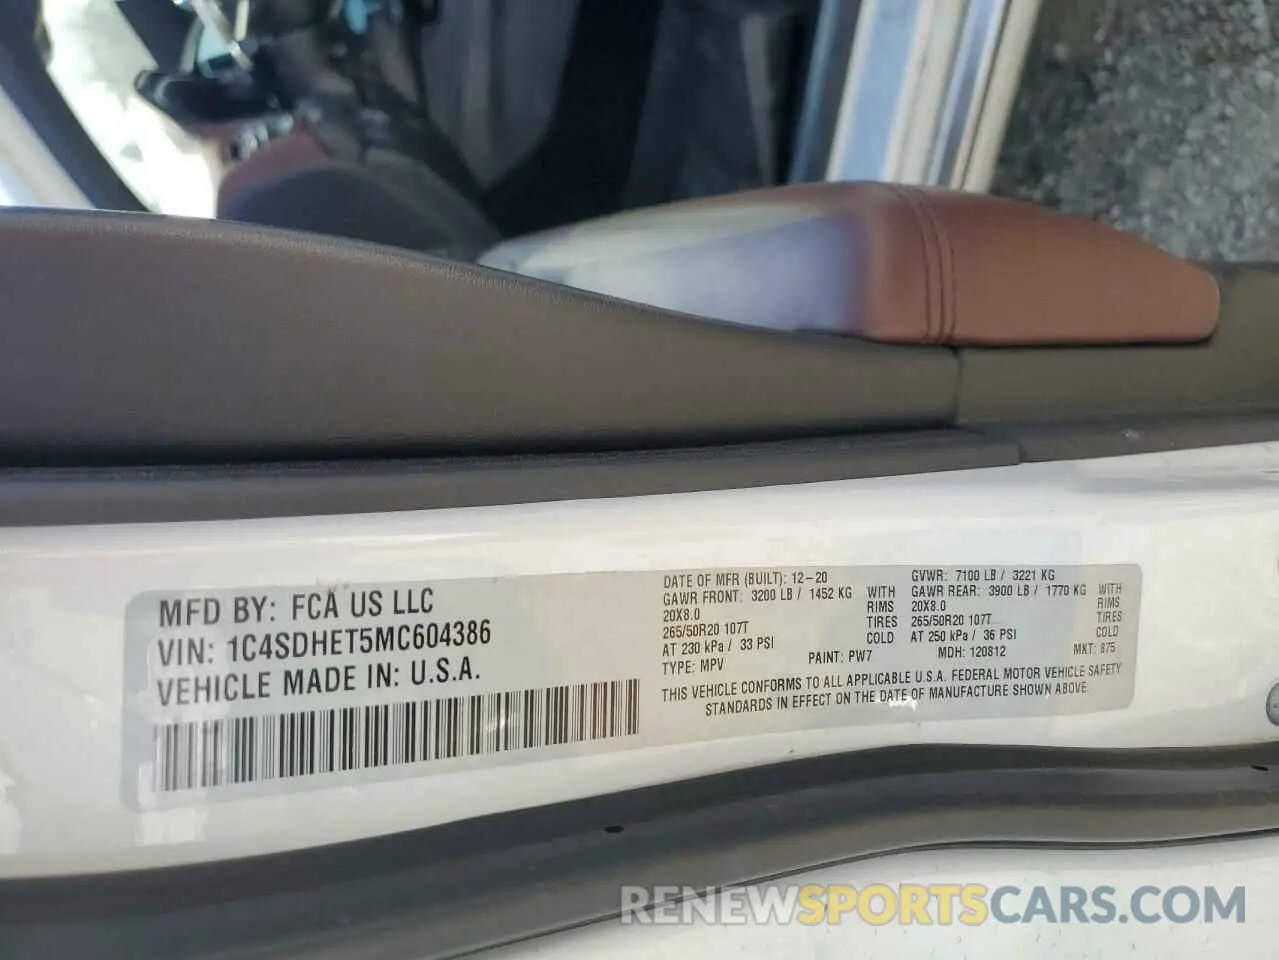 MFD BY: FCA US LLC
VIN: 1C4SDHET5MC604386
VEHICLE MADE IN: U.S.A.
DATE OF MFR (BUILT): 12-20
GAWR FRONT: 3200 LB / 1452 KG WITH
20X8.0 RIMS
265/50R20 107T TIRES
AT 230 kPa / 33 PSI COLD
TYPE: MPV PAINT: PW7
GVWR: 7100 LB / 3221 KG
GAWR REAR: 3900 LB / 1770 KG WITH
20X8.0 RIMS
265/50R20 107T TIRES
AT 250 kPa / 36 PSI COLD
MDH: 120812 MKT: 875
THIS VEHICLE CONFORMS TO ALL APPLICABLE U.S.A. FEDERAL MOTOR VEHICLE SAFETY
STANDARDS IN EFFECT ON THE DATE OF MANUFACTURE SHOWN ABOVE.
RENEWSPORTSCARS.COM